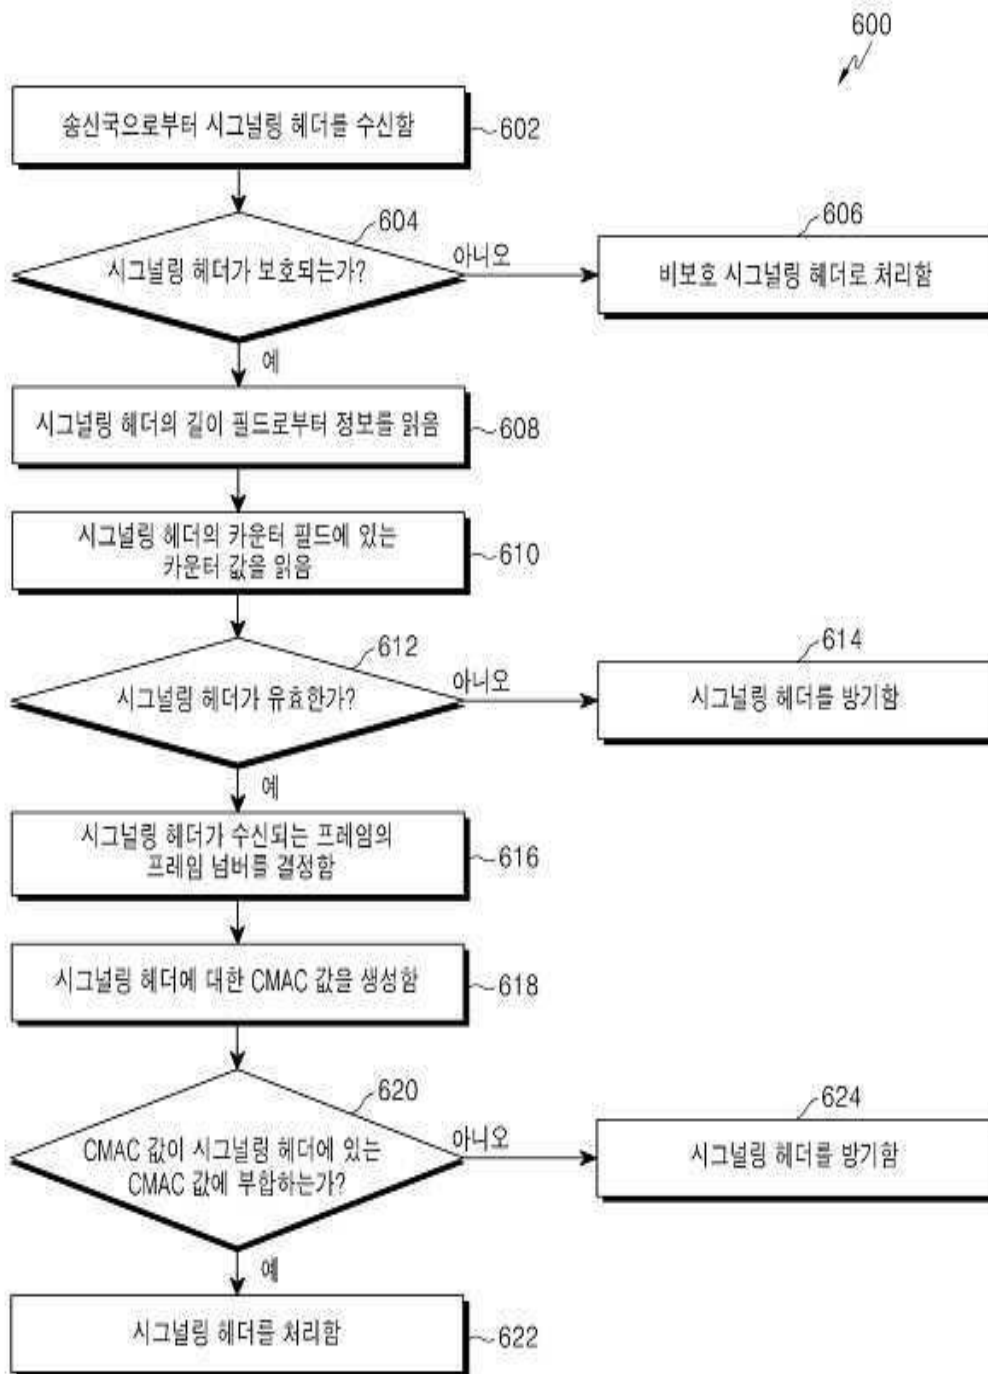 600
송신국으로부터 시그널링 헤더를 수신함
602
604
시그널링 헤더가 보호되는가?
아니오
606
비보호 시그널링 헤더로 처리함
예
시그널링 헤더의 길이 필드로부터 정보를 읽음
608
시그널링 헤더의 카운터 필드에 있는
카운터 값을 읽음
610
612
시그널링 헤더가 유효한가?
아니오
614
시그널링 헤더를 방기함
예
시그널링 헤더가 수신되는 프레임의
프레임 넘버를 결정함
616
시그널링 헤더에 대한 CMAC 값을 생성함
618
620
CMAC 값이 시그널링 헤더에 있는
CMAC 값에 부합하는가?
아니오
624
시그널링 헤더를 방기함
예
시그널링 헤더를 처리함
622